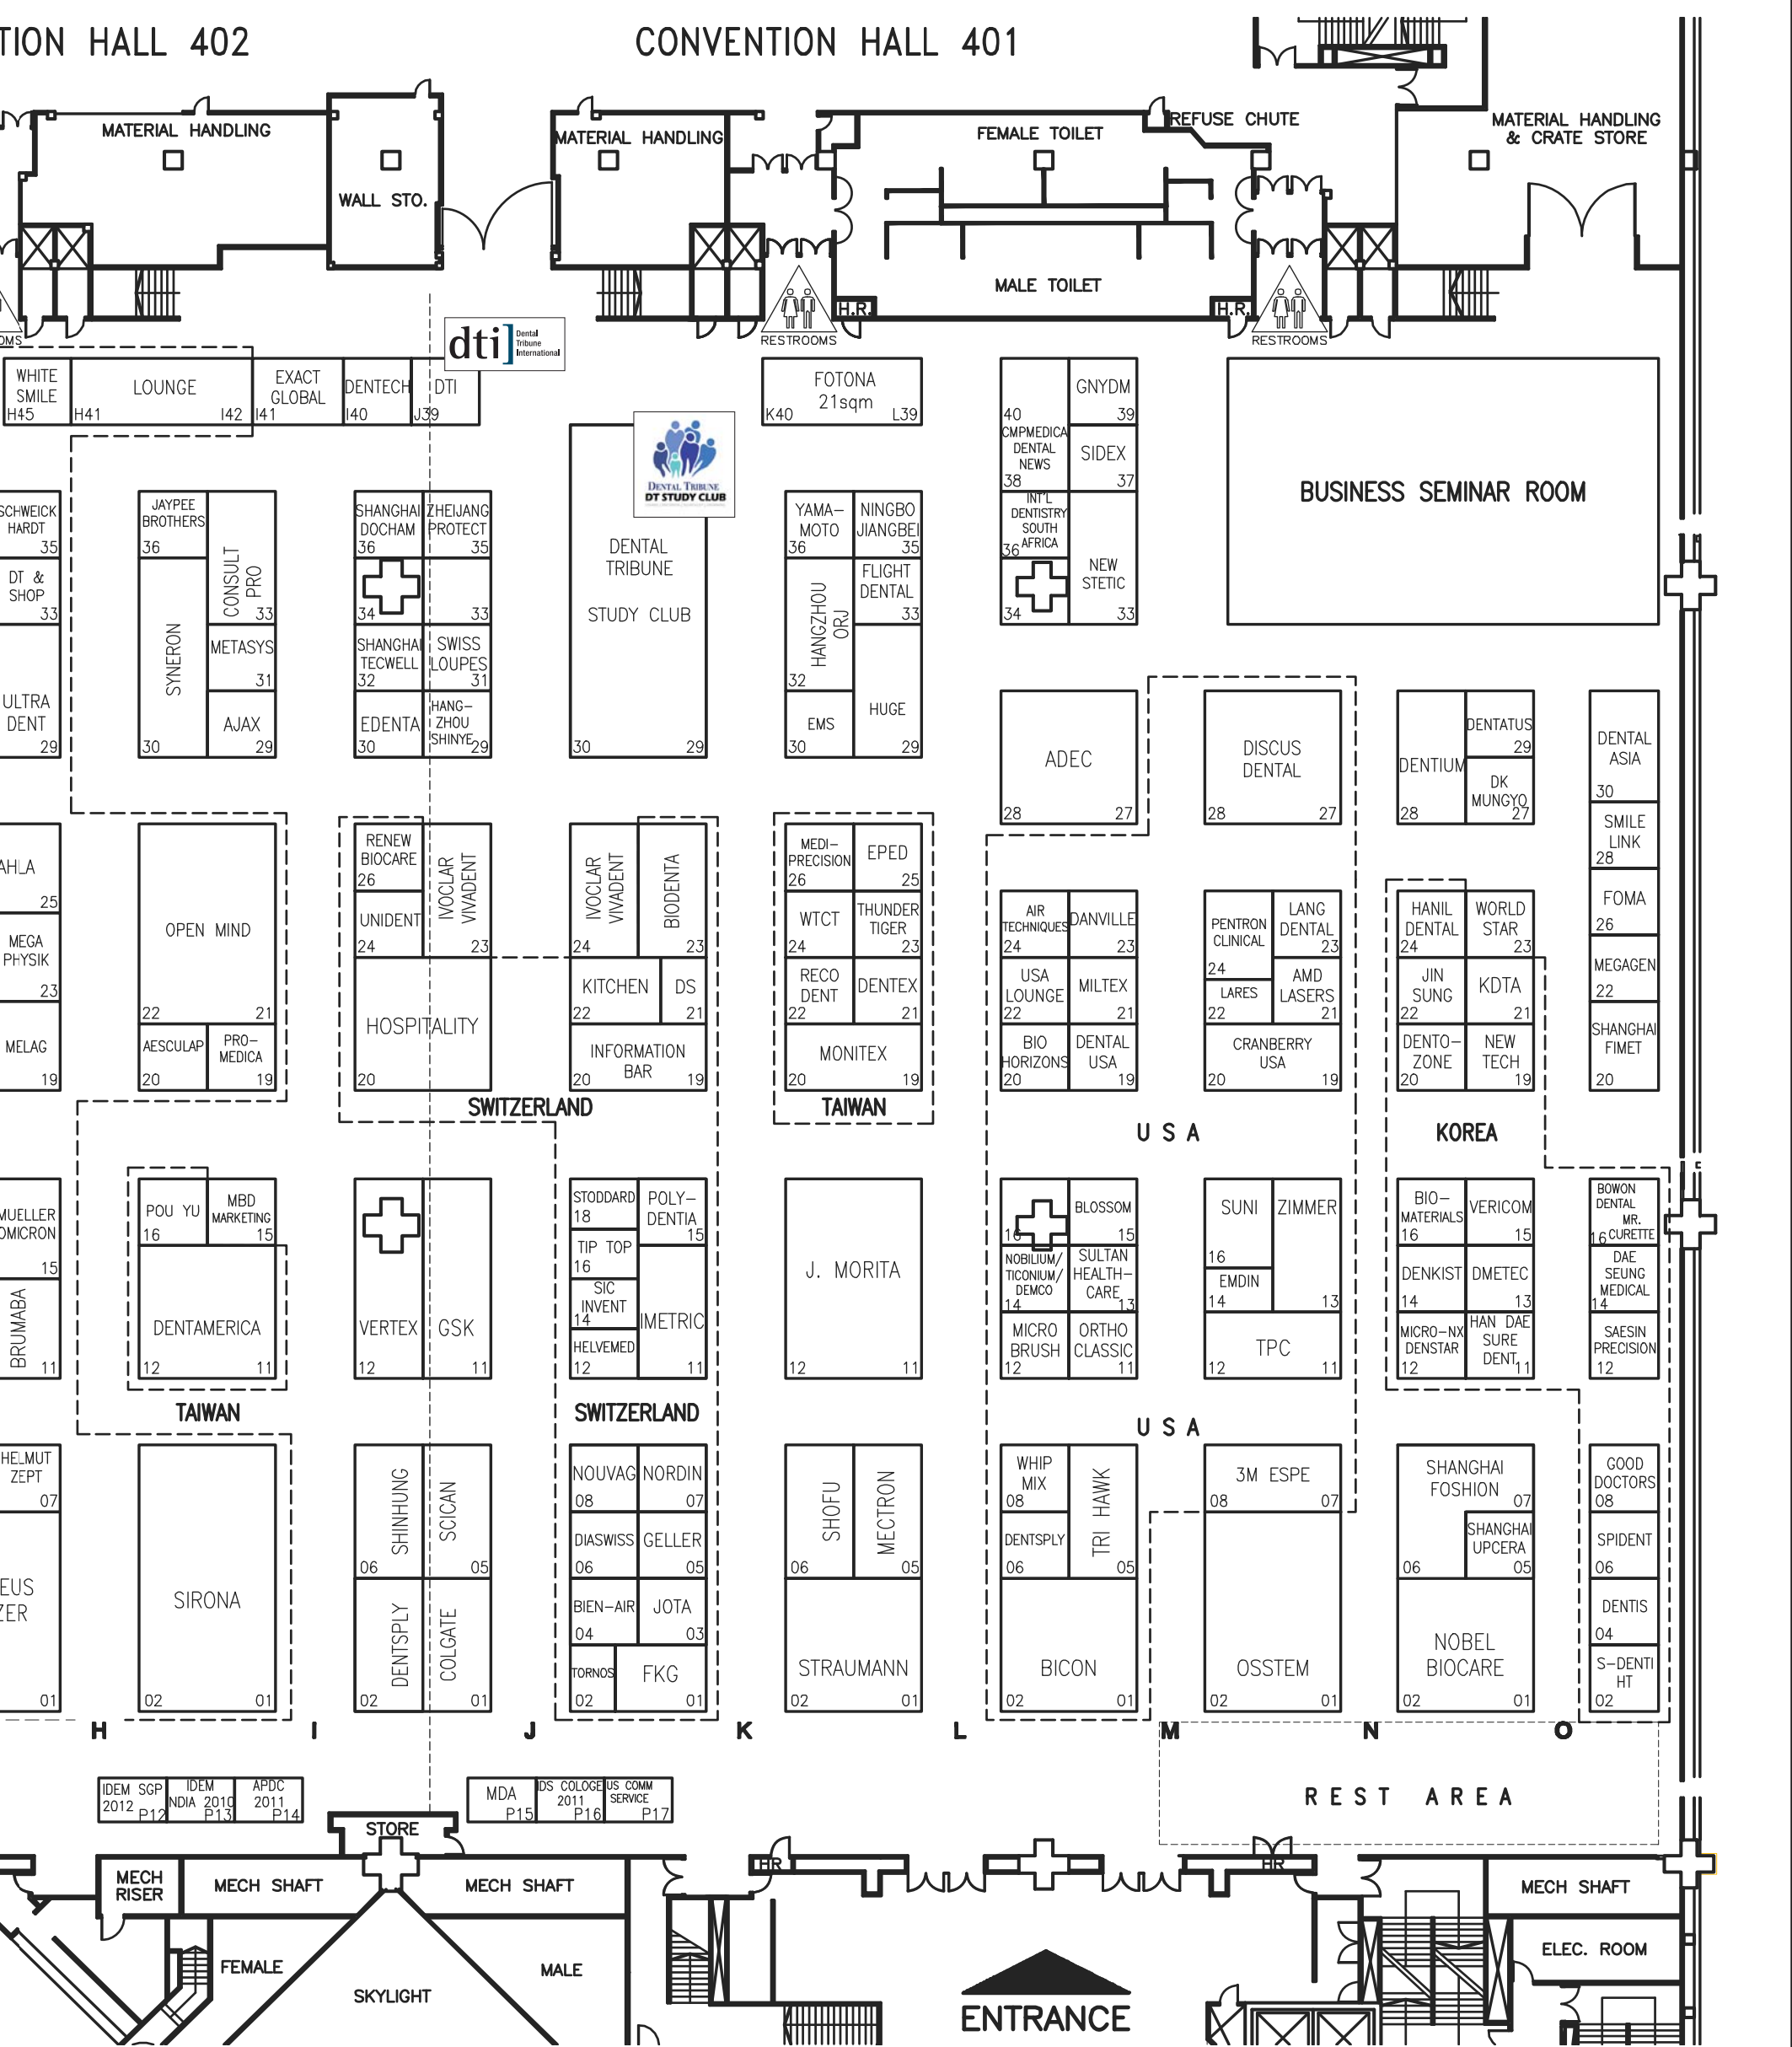 TION HALL 402
CONVENTION HALL 401
MATERIAL HANDLING
WALL STO.
MATERIAL HANDLING
FEMALE TOILET
REFUSE CHUTE
MATERIAL HANDLING
& CRATE STORE
MALE TOILET
H.R.
H.R.
OMS
RESTROOMS
RESTROOMS
dti]
Dental
Tribune
International
WHITE
SMILE
H45
LOUNGE
H41
I42
EXACT
GLOBAL
I41
DENTECH
I40
DTI
J39
FOTONA
21sqm
K40
L39
40
GNYDM
39
CMPMEDICA
DENTAL
NEWS
38
SIDEX
37
BUSINESS SEMINAR ROOM
DENTAL TRIBUNE
DT STUDY CLUB
SCHWEICK
HARDT
35
DT &
SHOP
33
ULTRA
DENT
29
JAYPEE
BROTHERS
36
CONSULT
PRO
33
SYNERON
30
METASYS
31
AJAX
29
SHANGHAI
DOCHAM
36
ZHEIJANG
PROTECT
35
34
33
SHANGHAI
TECWELL
32
SWISS
LOUPES
31
EDENTA
30
HANG-
ZHOU
SHINYE
29
DENTAL
TRIBUNE
STUDY CLUB
30
29
YAMA-
MOTO
36
NINGBO
JIANGBEI
35
HANGZHOU
ORJ
32
FLIGHT
DENTAL
33
EMS
30
HUGE
29
INT'L
DENTISTRY
SOUTH
AFRICA
36
34
NEW
STETIC
33
ADEC
28
27
DISCUS
DENTAL
28
27
DENTIUM
28
DENTATUS
29
DK
MUNGYO
27
DENTAL
ASIA
30
SMILE
LINK
28
FOMA
26
MEGAGEN
22
SHANGHAI
FIMET
20
AHLA
25
MEGA
PHYSIK
23
MELAG
19
OPEN MIND
22
21
AESCULAP
20
PRO-
MEDICA
19
RENEW
BIOCARE
26
UNIDENT
24
IVOCLAR
VIVADENT
23
HOSPITALITY
20
IVOCLAR
VIVADENT
24
BIODENTA
23
KITCHEN
22
DS
21
INFORMATION
BAR
20
19
SWITZERLAND
MEDI-
PRECISION
26
EPED
25
WTCT
24
THUNDER
TIGER
23
RECO
DENT
22
DENTEX
21
MONITEX
20
19
TAIWAN
AIR
TECHNIQUES
24
DANVILLE
23
USA
LOUNGE
22
MILTEX
21
BIO
HORIZONS
20
DENTAL
USA
19
PENTRON
CLINICAL
24
LANG
DENTAL
23
LARES
22
AMD
LASERS
21
CRANBERRY
USA
20
19
USA
HANIL
DENTAL
24
WORLD
STAR
23
JIN
SUNG
22
KDTA
21
DENTO-
ZONE
20
NEW
TECH
19
KOREA
MUELLER
OMICRON
15
BRUMABA
11
POU YU
16
MBD
MARKETING
15
DENTAMERICA
12
11
TAIWAN
VERTEX
12
GSK
11
STODDARD
18
POLY-
DENTIA
15
TIP TOP
16
SIC
INVENT
14
HELVEMED
12
IMETRIC
11
SWITZERLAND
J. MORITA
12
11
16
BLOSSOM
15
NOBILIUM/
TICONIUM/
DEMCO
14
SULTAN
HEALTH-
CARE
13
MICRO
BRUSH
12
ORTHO
CLASSIC
11
SUNI
16
ZIMMER
13
EMDIN
14
TPC
12
11
USA
BIO-
MATERIALS
16
VERICOM
15
DENKIST
14
DMETEC
13
MICRO-NX
DENSTAR
12
HAN DAE
SURE
DENT
11
BOWON
DENTAL
MR.
CURETTE
16
DAE
SEUNG
MEDICAL
14
SAESIN
PRECISION
12
HELMUT
ZEPT
07
EUS
ZER
01
SIRONA
02
01
SHINHUNG
06
SCICAN
05
DENTSPLY
02
COLGATE
01
NOUVAG
08
NORDIN
07
DIASWISS
06
GELLER
05
BIEN-AIR
04
JOTA
03
TORNOS
02
FKG
01
SHOFU
06
MECTRON
05
STRAUMANN
02
01
WHIP
MIX
08
TRI HAWK
05
DENTSPLY
06
BICON
02
01
3M ESPE
08
07
OSSTEM
02
01
SHANGHAI
FOSHION
07
06
SHANGHAI
UPCERA
05
NOBEL
BIOCARE
02
01
GOOD
DOCTORS
08
SPIDENT
06
DENTIS
04
S-DENTI
HT
02
H I J K L M N O
IDEM SGP
2012
P12
IDEM
NDIA 2010
P13
APDC
2011
P14
MDA
P15
DS COLOGE
2011
P16
US COMM
SERVICE
P17
REST AREA
STORE
MECH
RISER
MECH SHAFT
MECH SHAFT
HR
HR
MECH SHAFT
FEMALE
SKYLIGHT
MALE
ELEC. ROOM
ENTRANCE